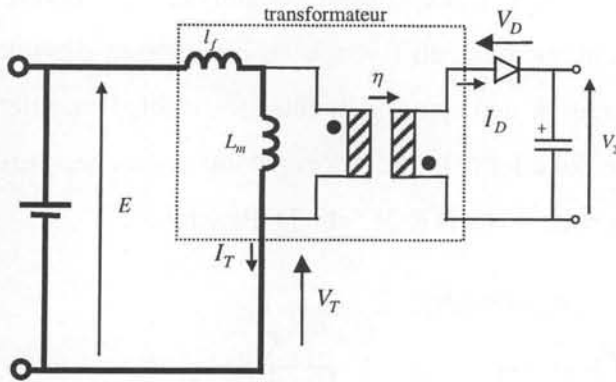 transformateur
V_D
l_f
η
I_D
L_m
+
V_s
E
I_T
V_T